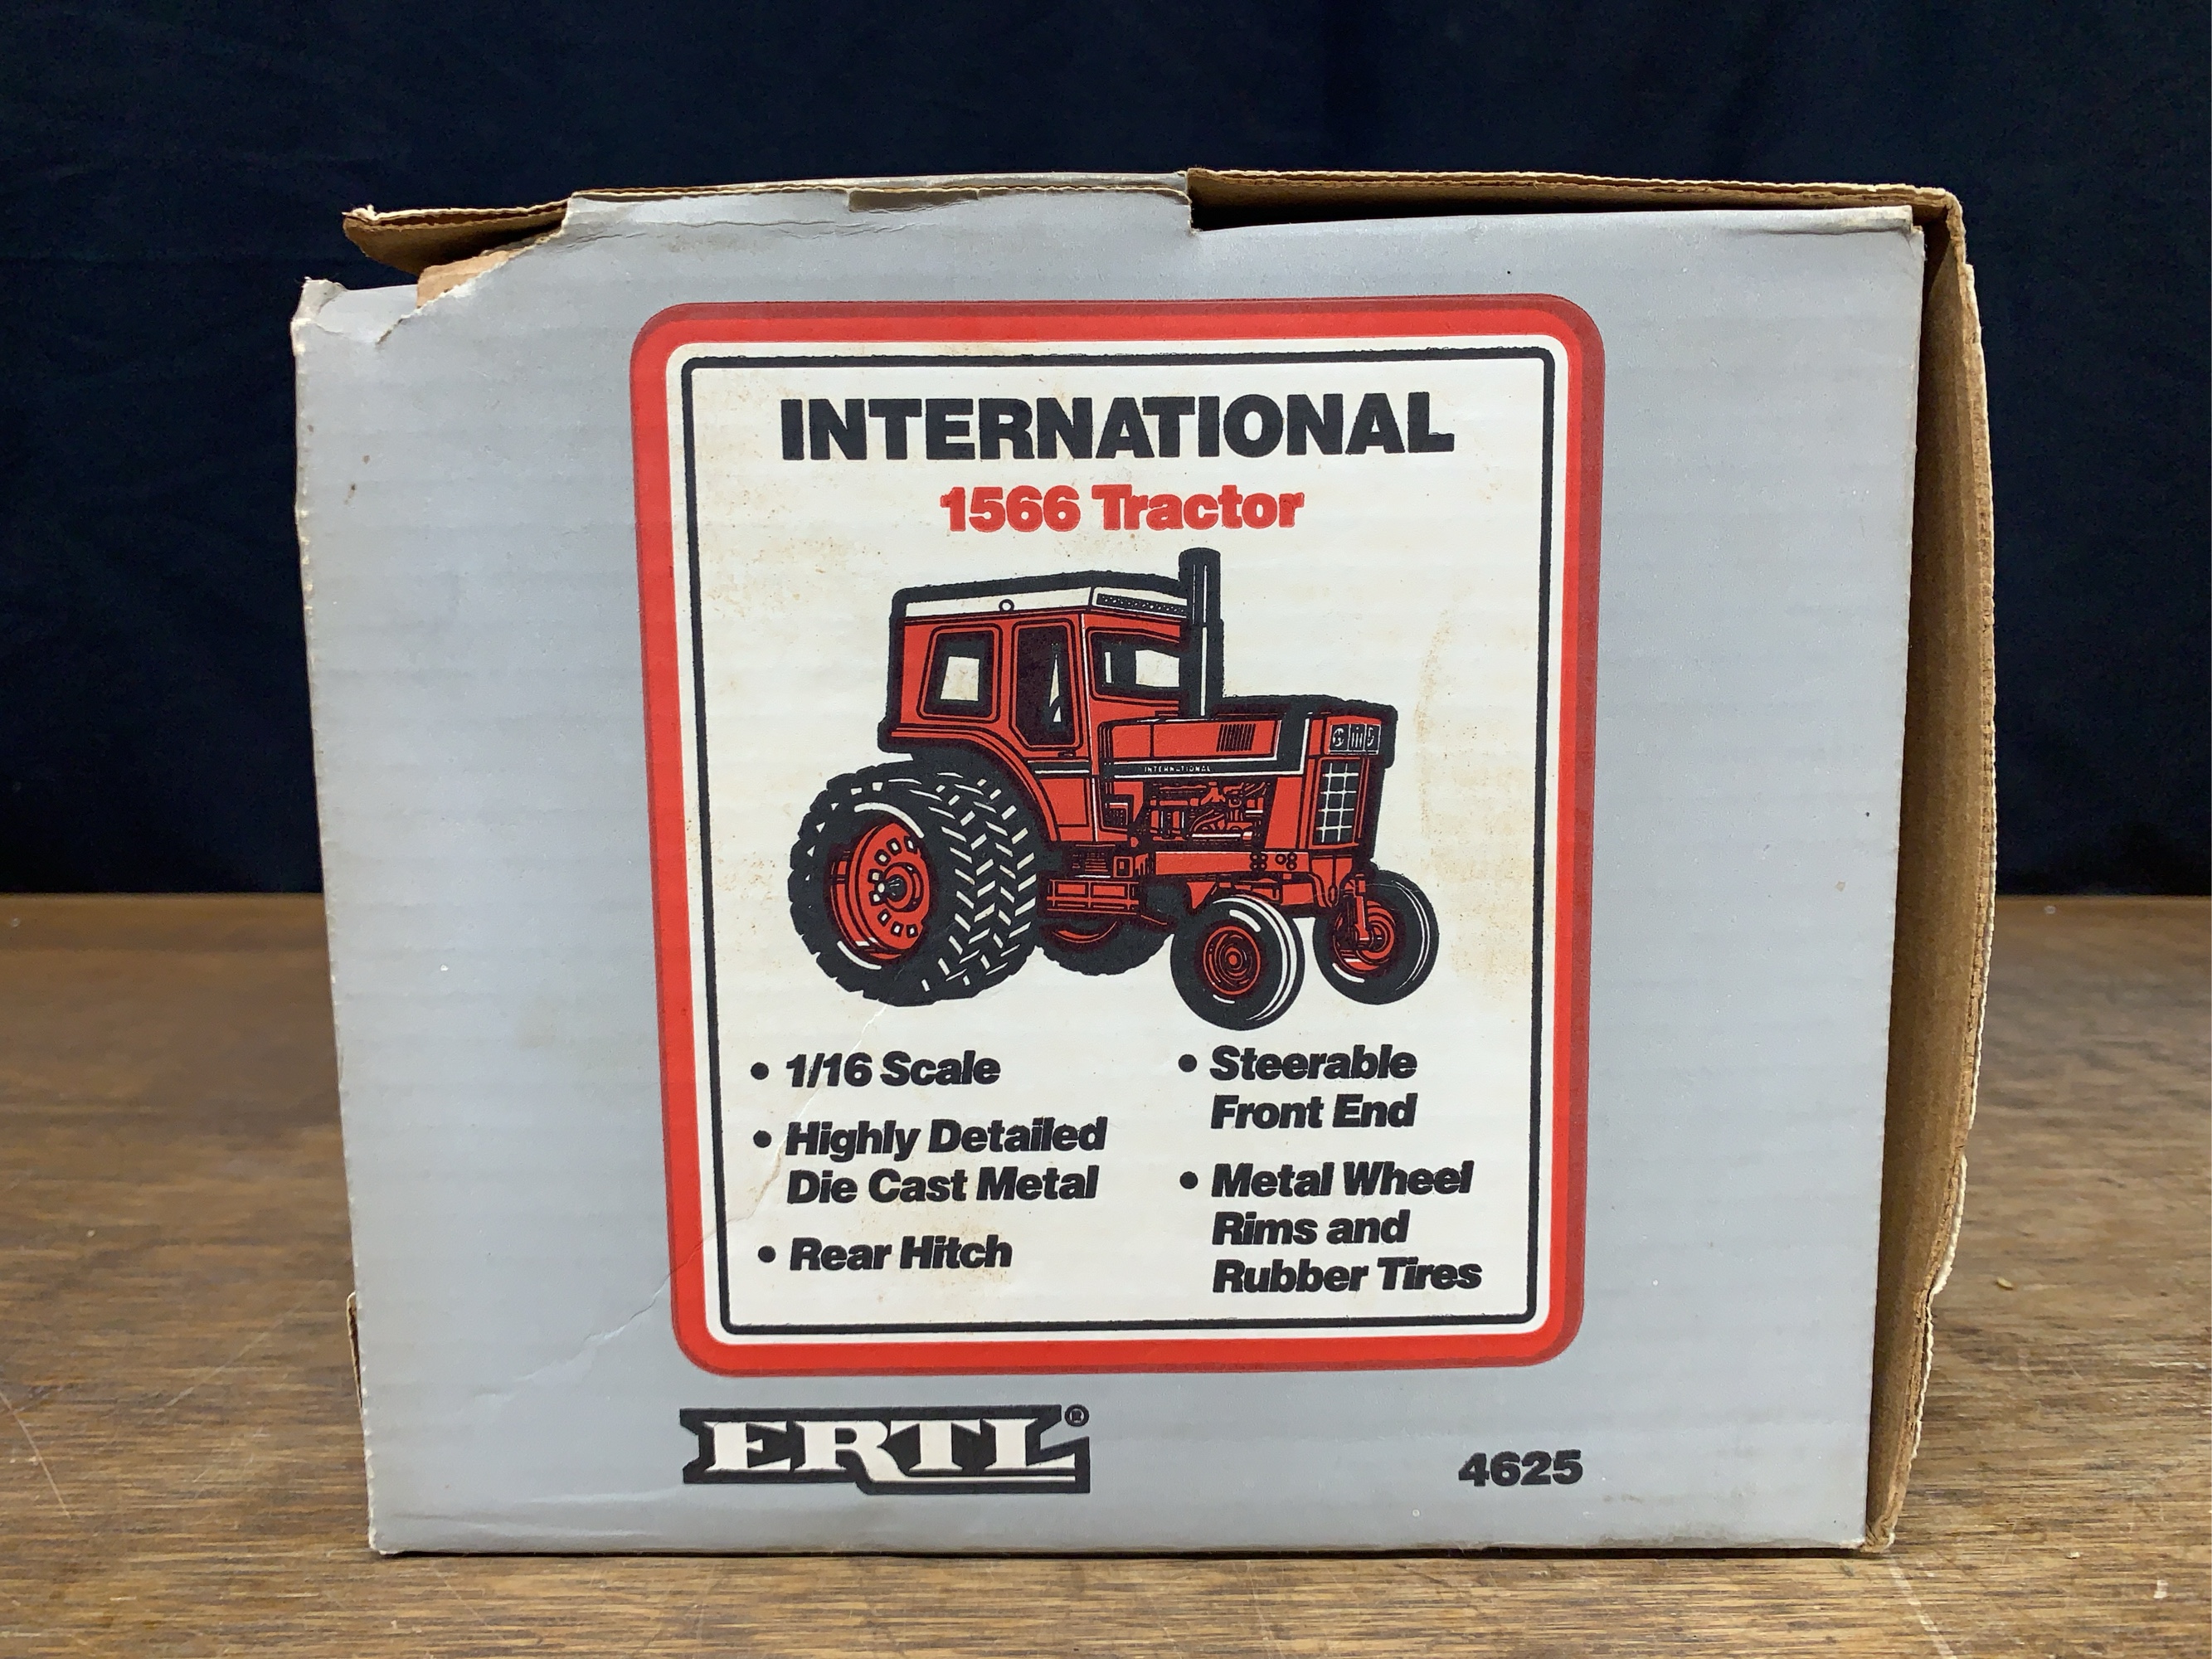 INTERNATIONAL
1566 Tractor
INTERNATIONAL
• 1/16 Scale
• Highly Detailed
Die Cast Metal
• Rear Hitch
• Steerable
Front End
• Metal Wheel
Rims and
Rubber Tires
ERTL®
4625